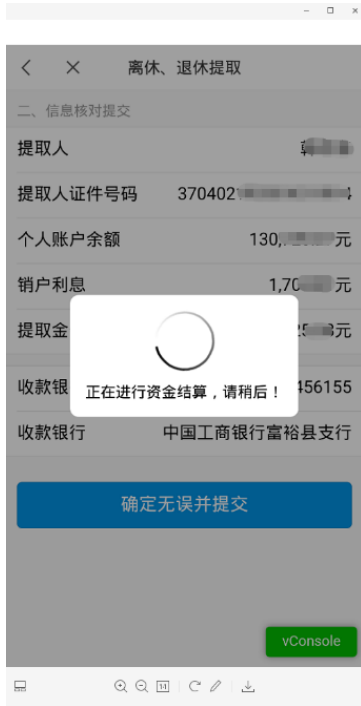 离休、退休提取
二、信息核对提交
提取人
提取人证件号码 370402
个人账户余额 130, 元
销户利息 1,70 元
提取金 元
正在进行资金结算，请稍后！
收款银 456155
收款银行 中国工商银行富裕县支行
确定无误并提交
vConsole
1:1